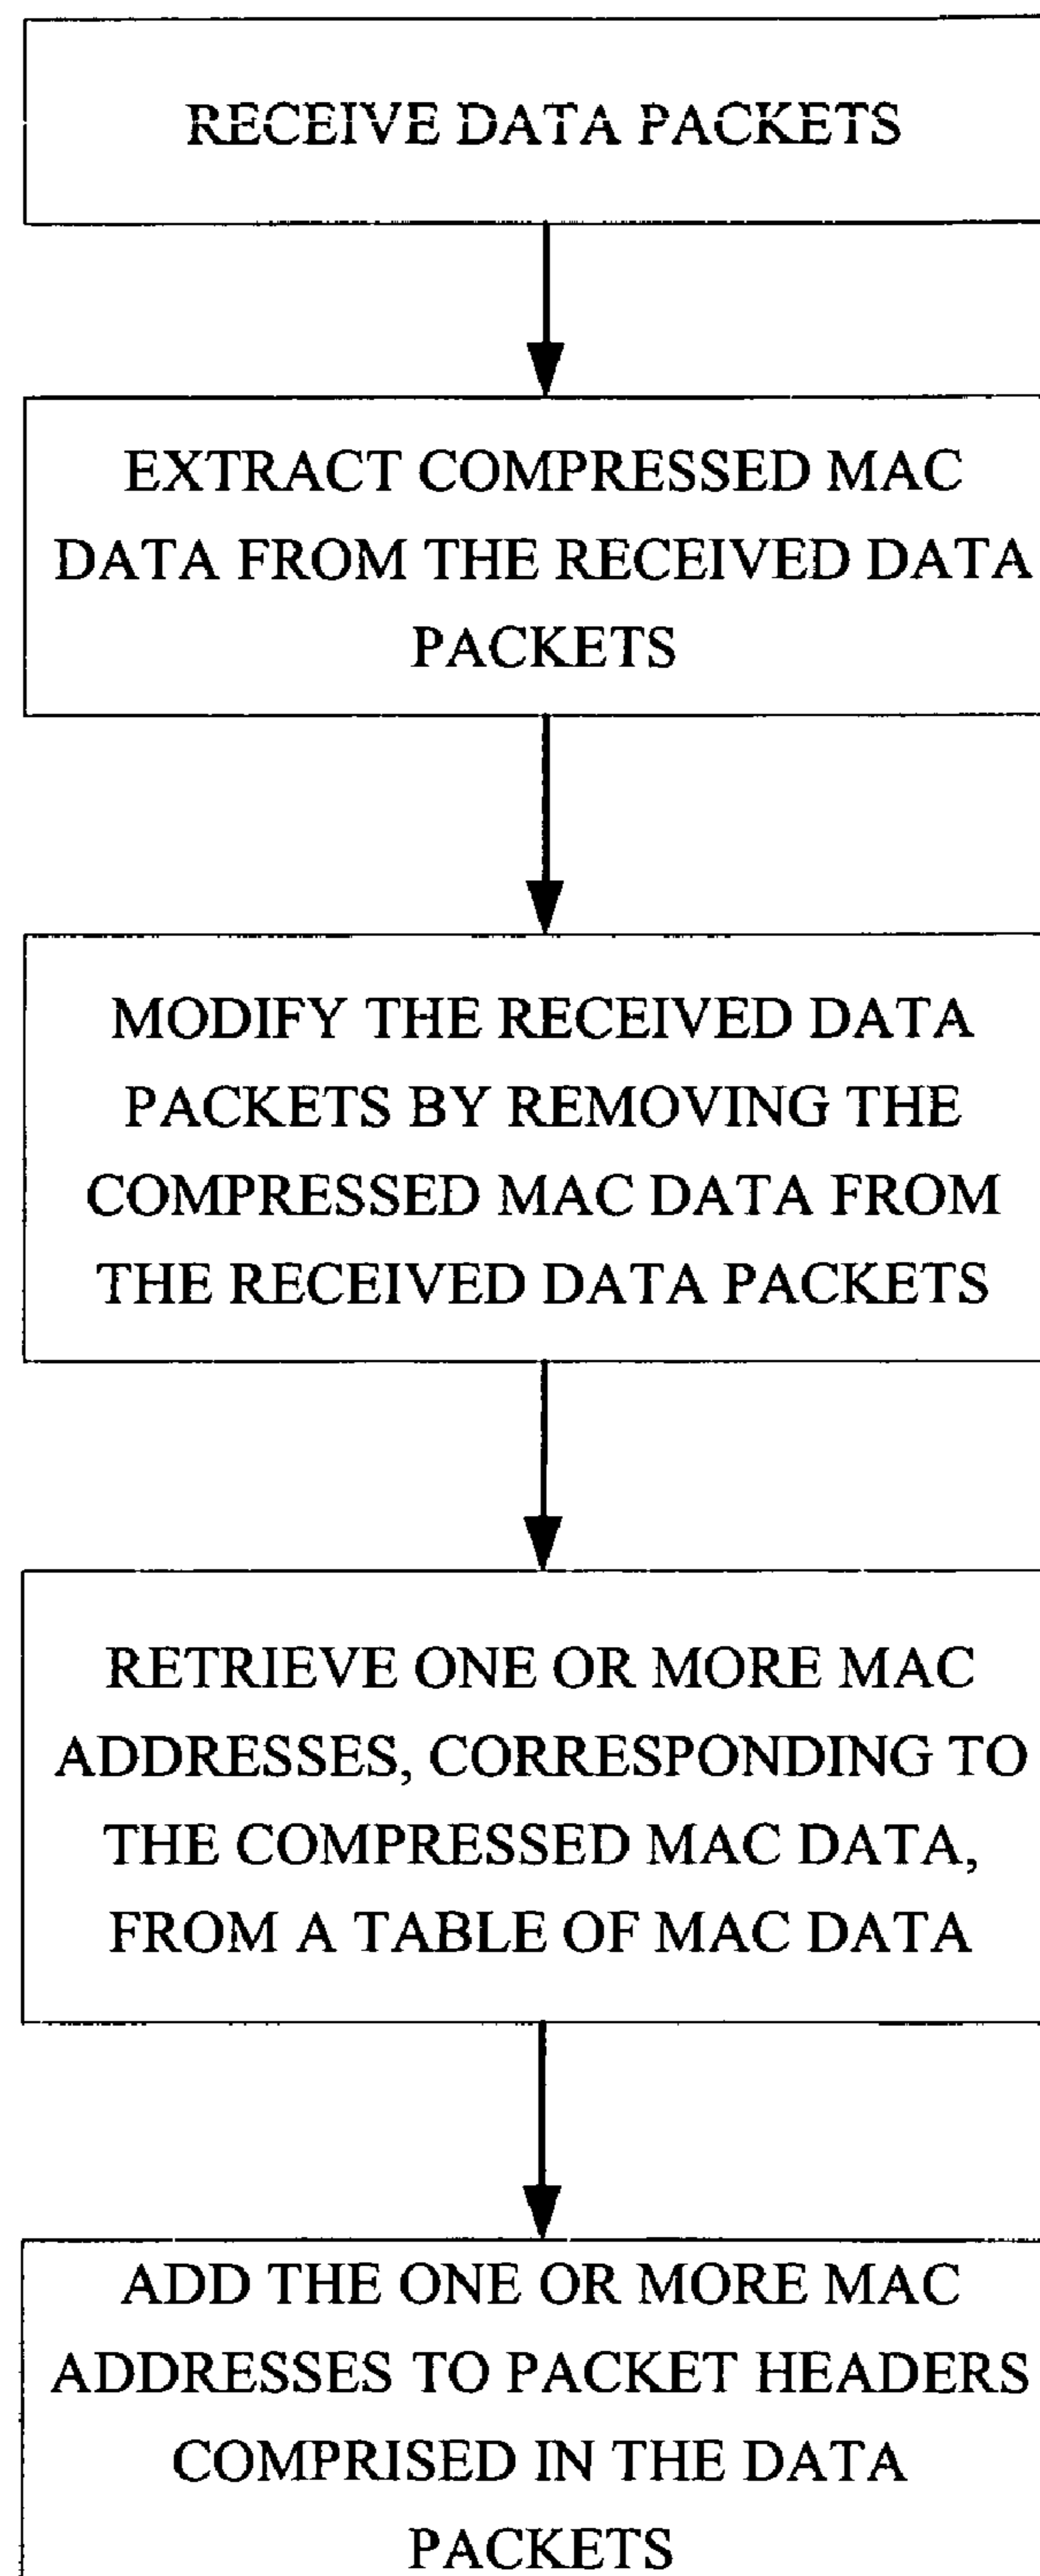 RECEIVE DATA PACKETS
EXTRACT COMPRESSED MAC
DATA FROM THE RECEIVED DATA
PACKETS
MODIFY THE RECEIVED DATA
PACKETS BY REMOVING THE
COMPRESSED MAC DATA FROM
THE RECEIVED DATA PACKETS
RETRIEVE ONE OR MORE MAC
ADDRESSES, CORRESPONDING TO
THE COMPRESSED MAC DATA,
FROM A TABLE OF MAC DATA
ADD THE ONE OR MORE MAC
ADDRESSES TO PACKET HEADERS
COMPRISED IN THE DATA
PACKETS